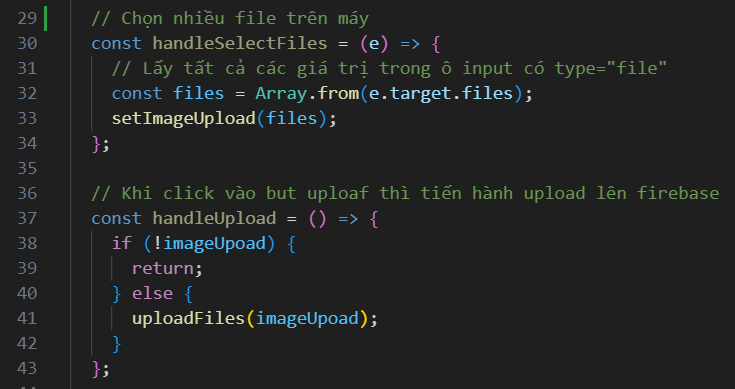 29 // Chọn nhiều file trên máy
30 const handleSelectFiles = (e) => {
31 // Lấy tất cả các giá trị trong ô input có type="file"
32 const files = Array.from(e.target.files);
33 setImageUpload(files);
34 };
35
36 // Khi click vào but uploaf thì tiến hành upload lên firebase
37 const handleUpload = () => {
38 if (!imageUpoad) {
39 return;
40 } else {
41 uploadFiles(imageUpoad);
42 }
43 };